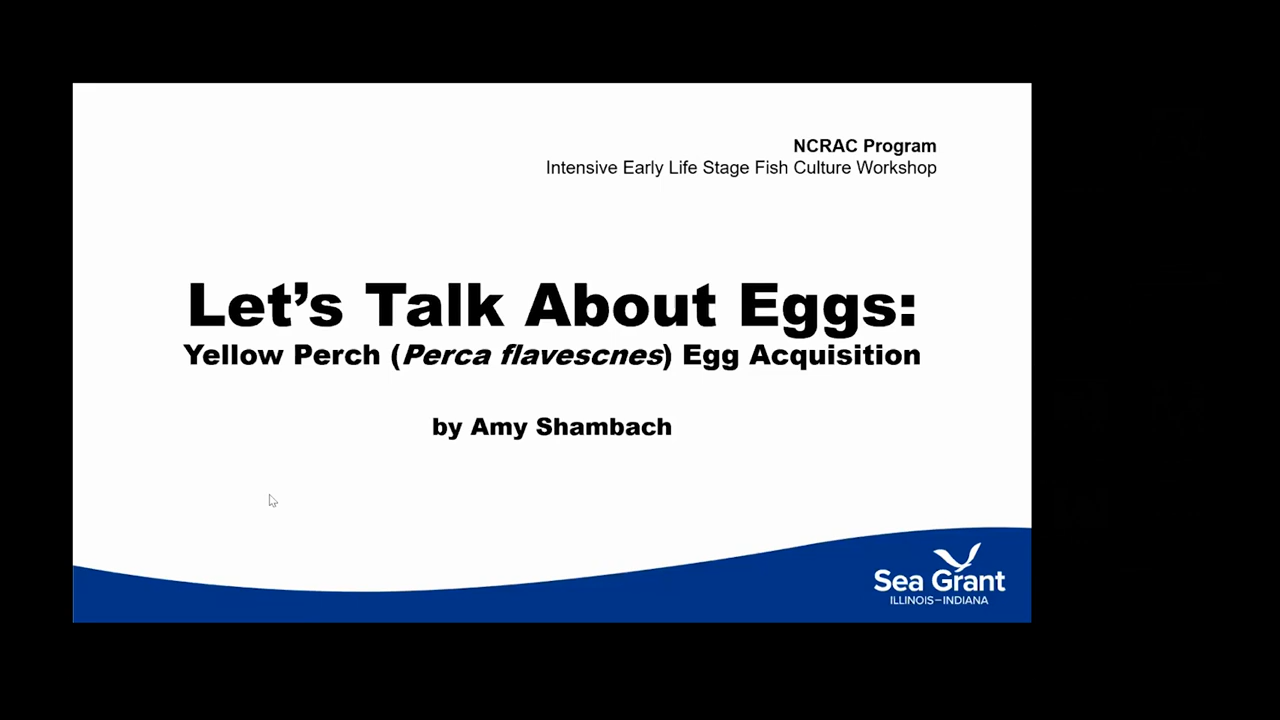 NCRAC Program
Intensive Early Life Stage Fish Culture Workshop
Let's Talk About Eggs:
Yellow Perch (Perca flavescnes) Egg Acquisition
by Amy Shambach
Sea Grant
ILLINOIS–INDIANA